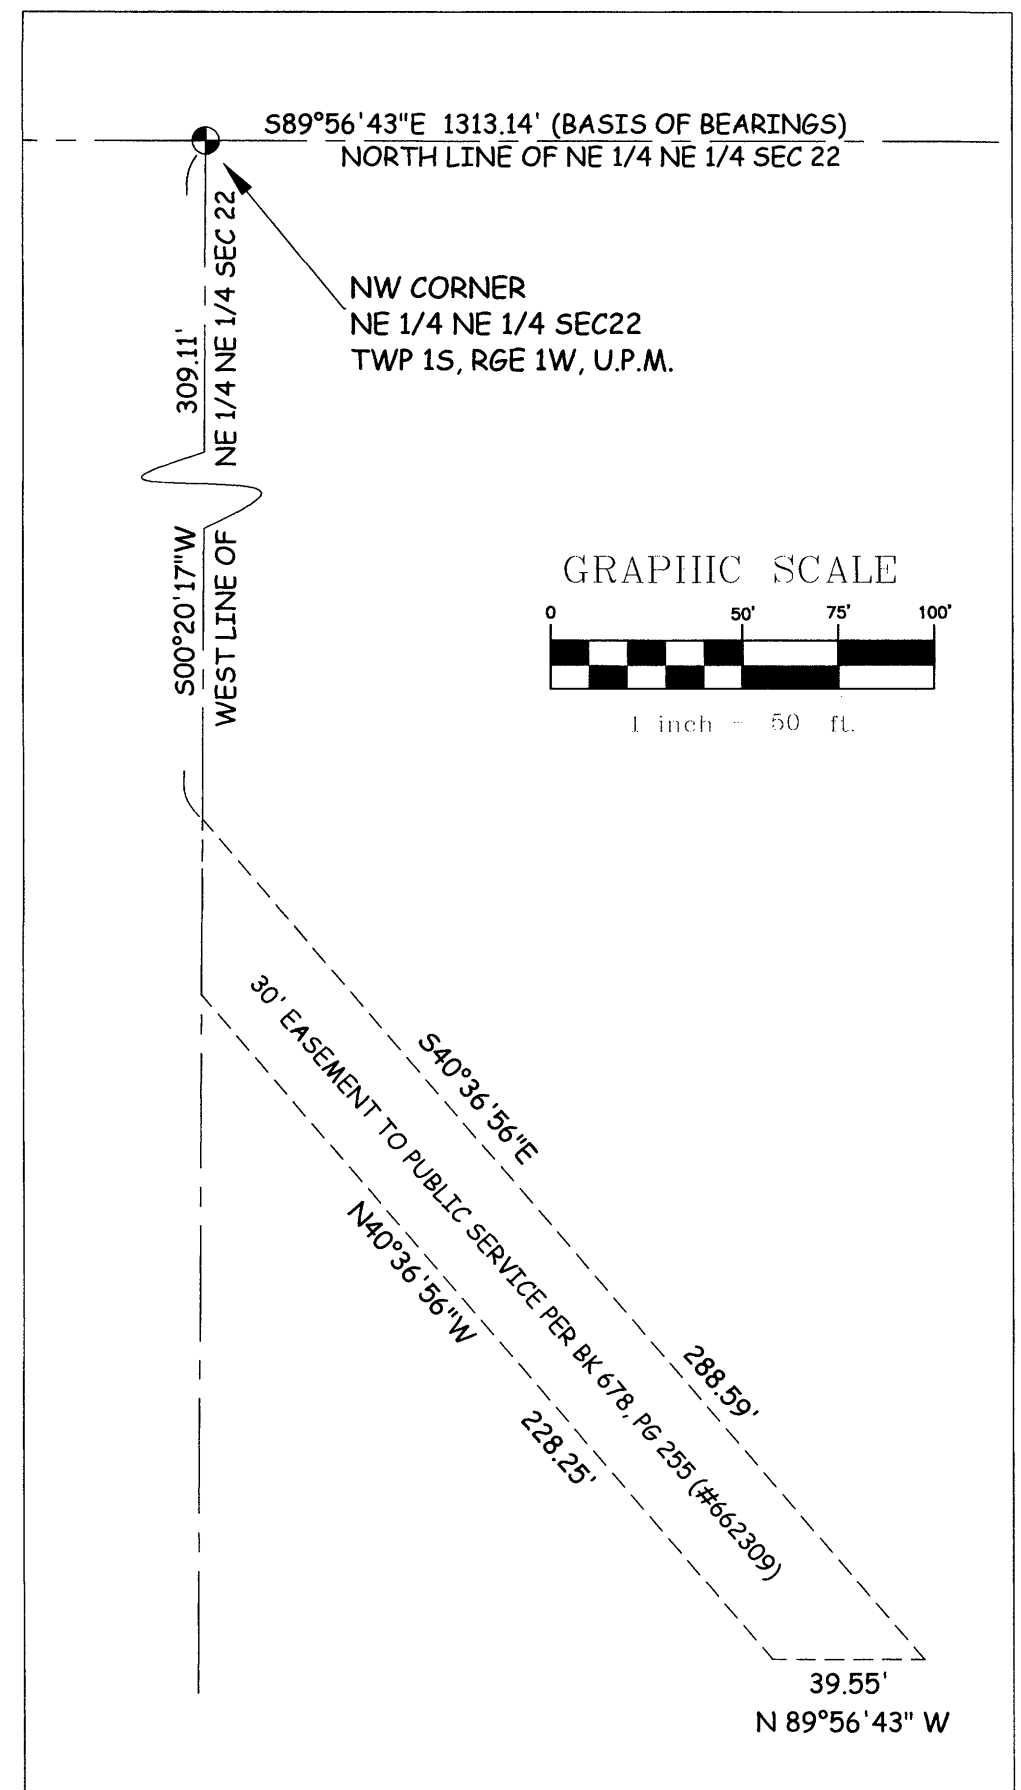 S89°56'43"E 1313.14' (BASIS OF BEARINGS)
NORTH LINE OF NE 1/4 NE 1/4 SEC 22
NW CORNER
NE 1/4 NE 1/4 SEC22
TWP 1S, RGE 1W, U.P.M.
S00°20'17"W 309.11'
WEST LINE OF NE 1/4 NE 1/4 SEC 22
GRAPHIC SCALE
0 50' 75' 100'
1 inch = 50 ft.
30' EASEMENT TO PUBLIC SERVICE PER BK 678, PG 255 (#662309)
S40°36'56"E 288.59'
N40°36'56"W 228.25'
39.55'
N 89°56'43" W